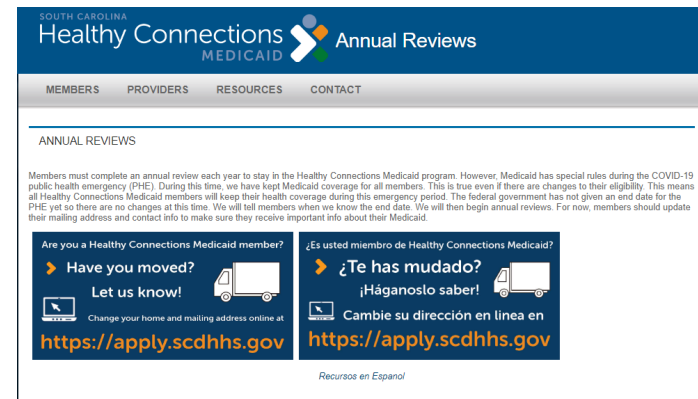 SOUTH CAROLINA
Healthy Connections
MEDICAID
Annual Reviews
MEMBERS PROVIDERS RESOURCES CONTACT
ANNUAL REVIEWS
Members must complete an annual review each year to stay in the Healthy Connections Medicaid program. However, Medicaid has special rules during the COVID-19
public health emergency (PHE). During this time, we have kept Medicaid coverage for all members. This is true even if there are changes to their eligibility. This means
all Healthy Connections Medicaid members will keep their health coverage during this emergency period. The federal government has not given an end date for the
PHE yet so there are no changes at this time. We will tell members when we know the end date. We will then begin annual reviews. For now, members should update
their mailing address and contact info to make sure they receive important info about their Medicaid.
Are you a Healthy Connections Medicaid member?
Have you moved?
Let us know!
Change your home and mailing address online at
https://apply.scdhhs.gov
¿Es usted miembro de Healthy Connections Medicaid?
¿Te has mudado?
¡Háganoslo saber!
Cambie su dirección en linea en
https://apply.scdhhs.gov
Recursos en Espanol